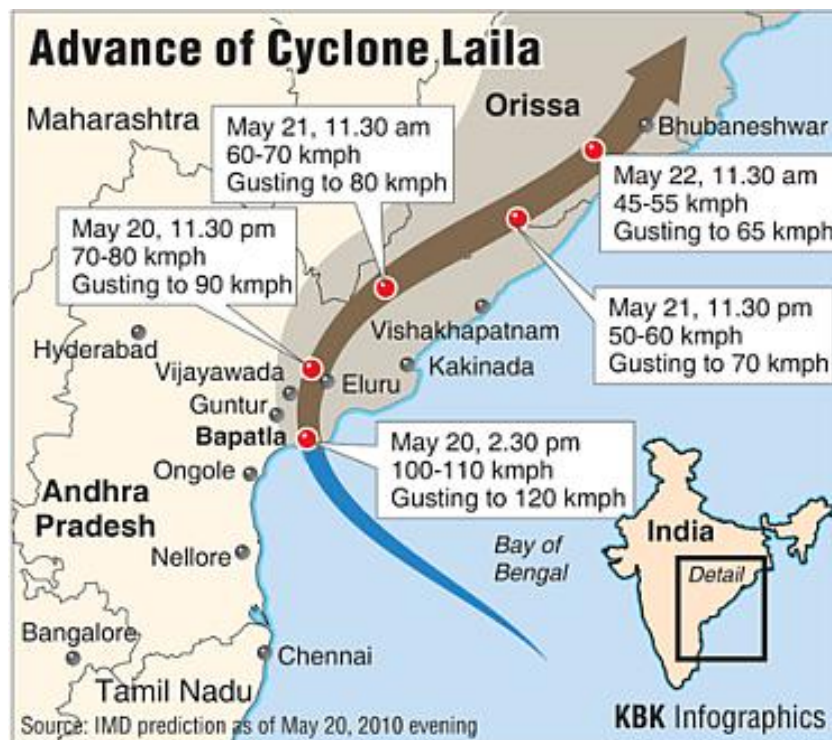 Advance of Cyclone Laila
Maharashtra
Orissa
Bhubaneshwar
May 21, 11.30 am
60-70 kmph
Gusting to 80 kmph
May 22, 11.30 am
45-55 kmph
Gusting to 65 kmph
May 20, 11.30 pm
70-80 kmph
Gusting to 90 kmph
May 21, 11.30 pm
50-60 kmph
Gusting to 70 kmph
Vishakhapatnam
Hyderabad
Kakinada
Vijayawada
Eluru
Guntur
Bapatla
May 20, 2.30 pm
100-110 kmph
Gusting to 120 kmph
Ongole
Andhra
Pradesh
Nellore
Bay of
Bengal
India
Detail
Bangalore
Chennai
Tamil Nadu
Source: IMD prediction as of May 20, 2010 evening
KBK Infographics